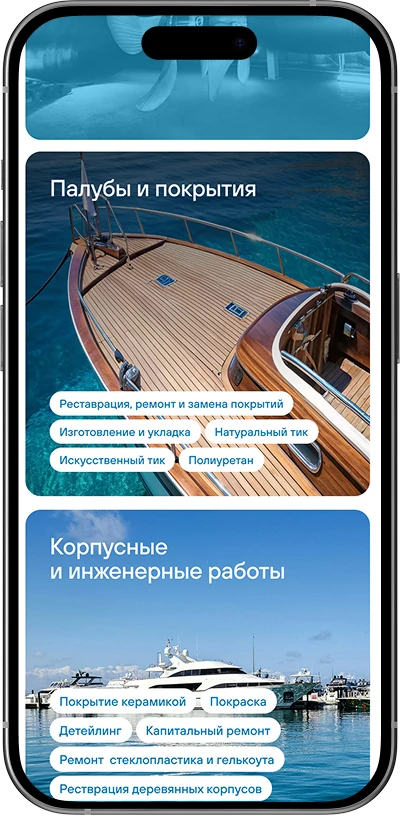 Палубы и покрытия
Реставрация, ремонт и замена покрытий
Изготовление и укладка
Натуральный тик
Искусственный тик
Полиуретан
Корпусные
и инженерные работы
Покрытие керамикой
Покраска
Детейлинг
Капитальный ремонт
Ремонт стеклопластика и гелькоута
Рествврация деревянных корпусов